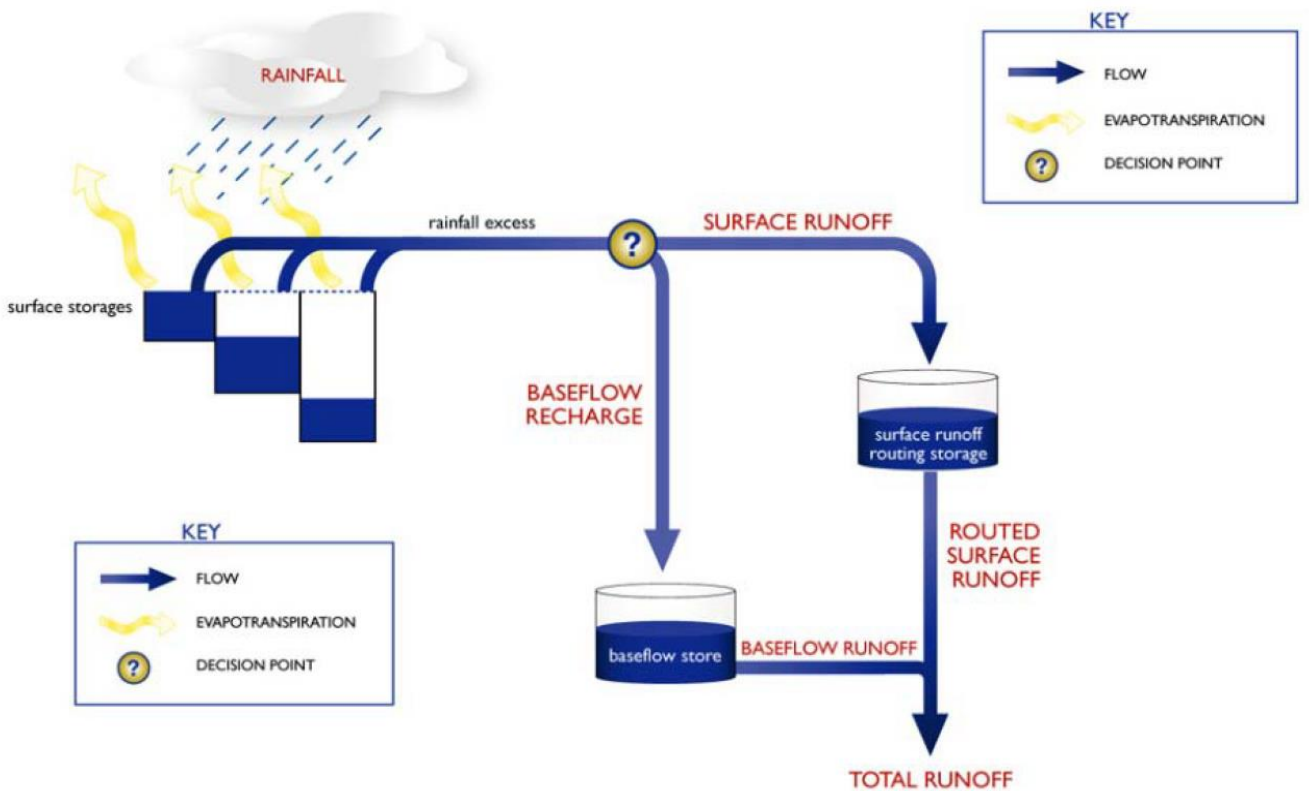 KEY
FLOW
EVAPOTRANSPIRATION
?
DECISION POINT
RAINFALL
rainfall excess
?
SURFACE RUNOFF
surface storages
BASEFLOW
RECHARGE
surface runoff
routing storage
KEY
FLOW
EVAPOTRANSPIRATION
?
DECISION POINT
ROUTED
SURFACE
RUNOFF
baseflow store
BASEFLOW RUNOFF
TOTAL RUNOFF